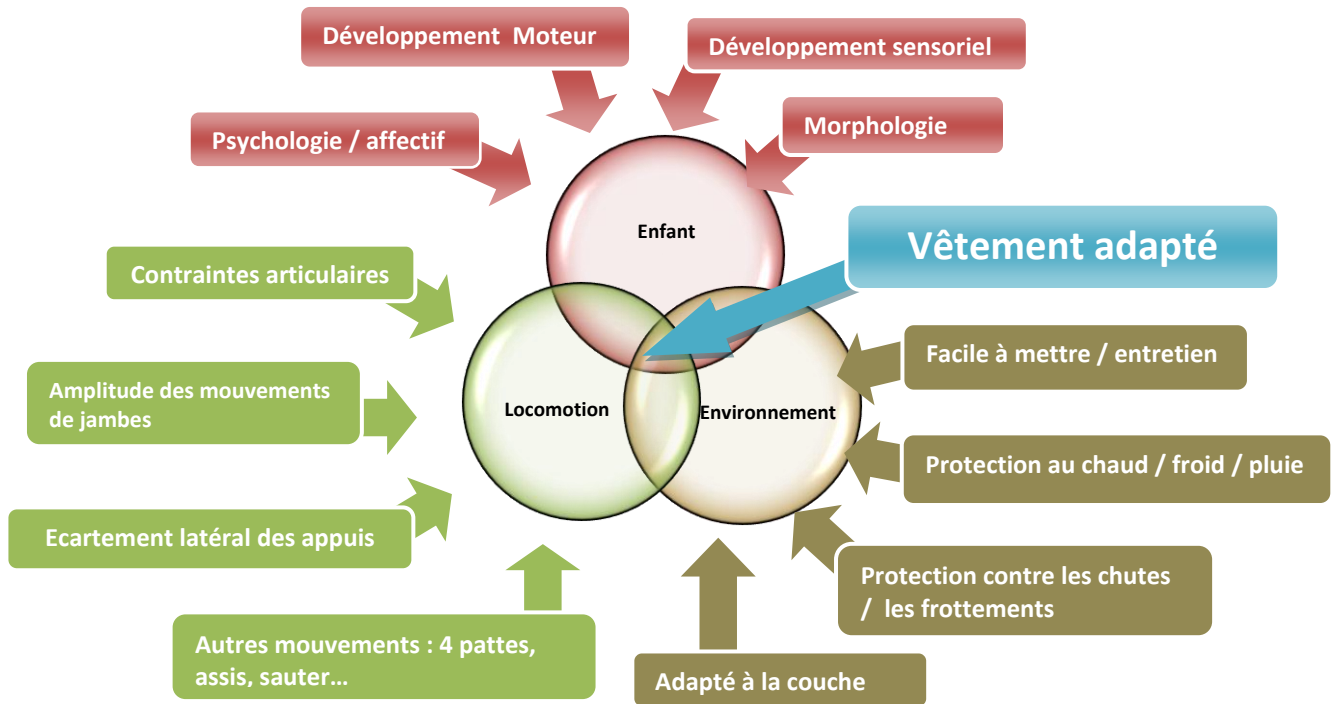 Développement  Moteur
Développement sensoriel
Psychologie / affectif
Morphologie
Enfant
Vêtement adapté
Contraintes articulaires
Facile à mettre / entretien
Amplitude des mouvements
de jambes
Locomotion
Environnement
Protection au chaud / froid / pluie
Ecartement latéral des appuis
Protection contre les chutes
/  les frottements
Autres mouvements : 4 pattes,
assis, sauter…
Adapté à la couche